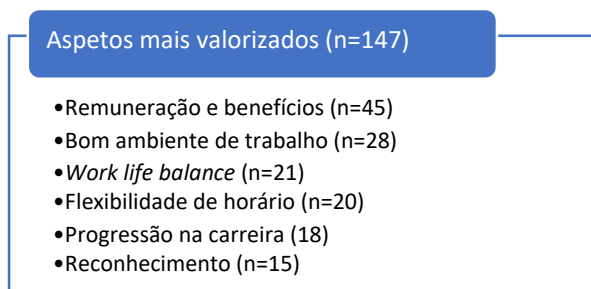 Aspetos mais valorizados (n=147)
•Remuneração e benefícios (n=45)
•Bom ambiente de trabalho (n=28)
•Work life balance (n=21)
•Flexibilidade de horário (n=20)
•Progressão na carreira (18)
•Reconhecimento (n=15)